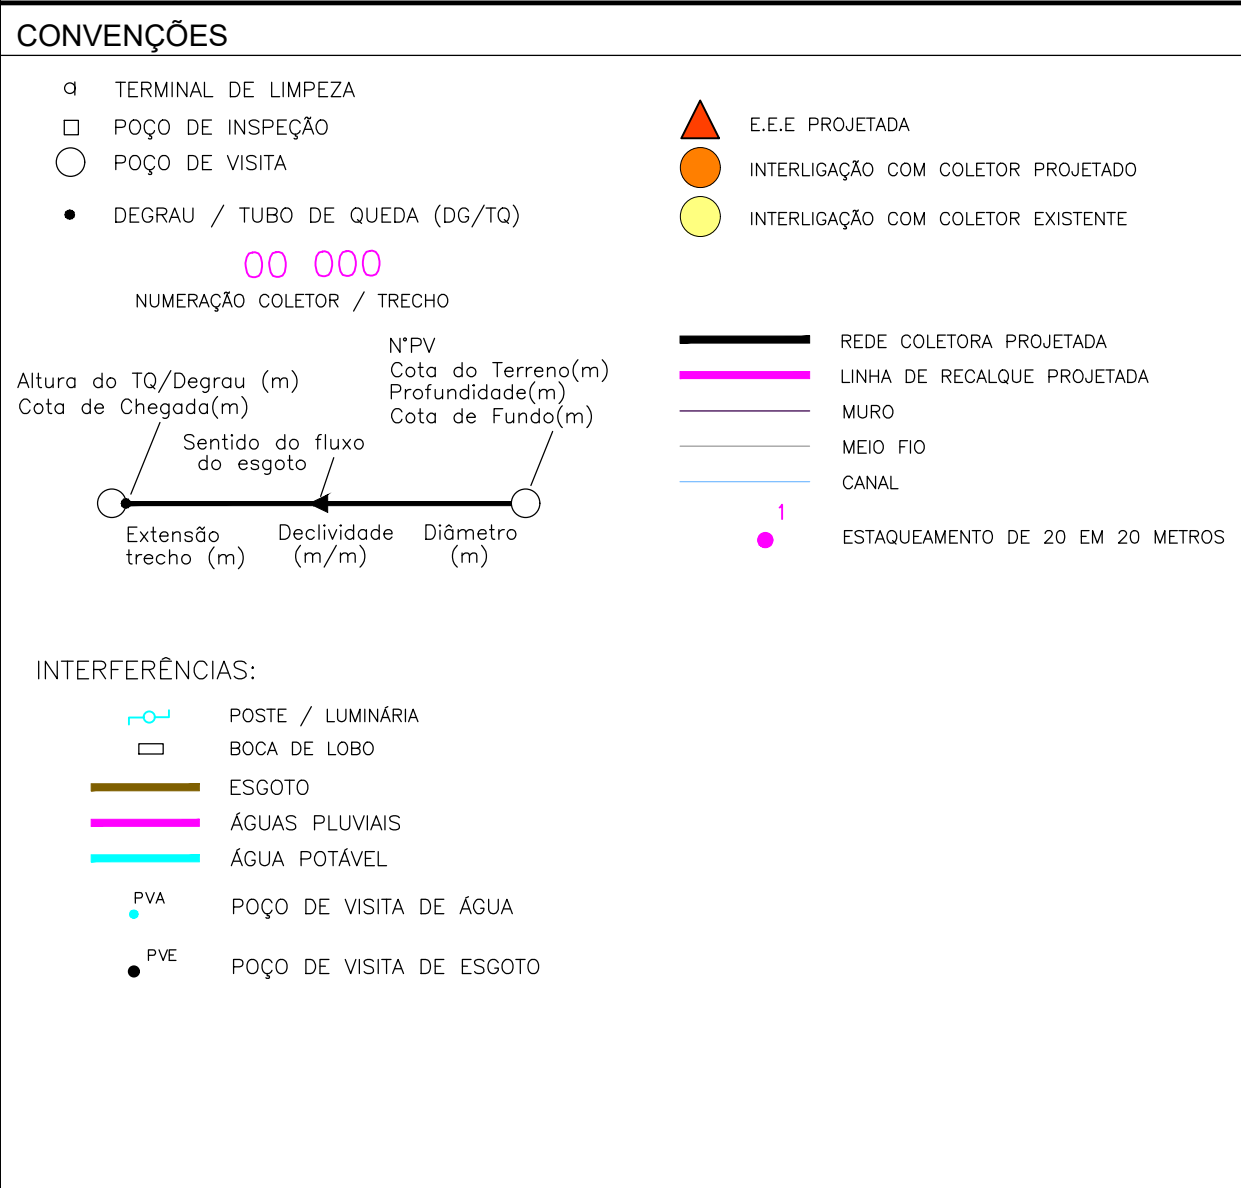 CONVENÇÕES
TERMINAL DE LIMPEZA
POÇO DE INSPEÇÃO
POÇO DE VISITA
DEGRAU / TUBO DE QUEDA (DG/TQ)
00 000
NUMERAÇÃO COLETOR / TRECHO
N°PV
Cota do Terreno(m)
Profundidade(m)
Cota de Fundo(m)
Altura do TQ/Degrau (m)
Cota de Chegada(m)
Sentido do fluxo
do esgoto
Extensão
trecho (m)
Declividade
(m/m)
Diâmetro
(m)
E.E.E PROJETADA
INTERLIGAÇÃO COM COLETOR PROJETADO
INTERLIGAÇÃO COM COLETOR EXISTENTE
REDE COLETORA PROJETADA
LINHA DE RECALQUE PROJETADA
MURO
MEIO FIO
CANAL
1
ESTAQUEAMENTO DE 20 EM 20 METROS
INTERFERÊNCIAS:
POSTE / LUMINÁRIA
BOCA DE LOBO
ESGOTO
ÁGUAS PLUVIAIS
ÁGUA POTÁVEL
PVA
POÇO DE VISITA DE ÁGUA
PVE
POÇO DE VISITA DE ESGOTO